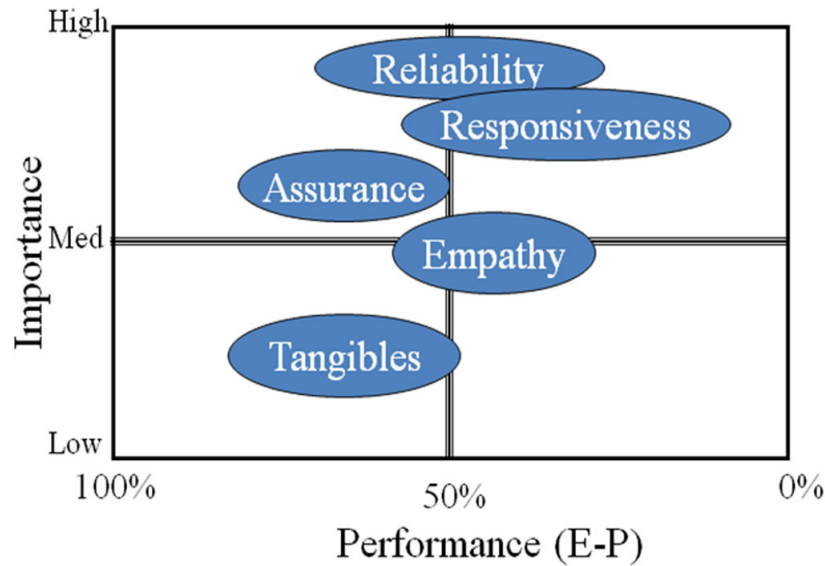 High
Reliability
Responsiveness
Assurance
Importance
Med
Empathy
Tangibles
Low
100%
50%
0%
Performance (E-P)